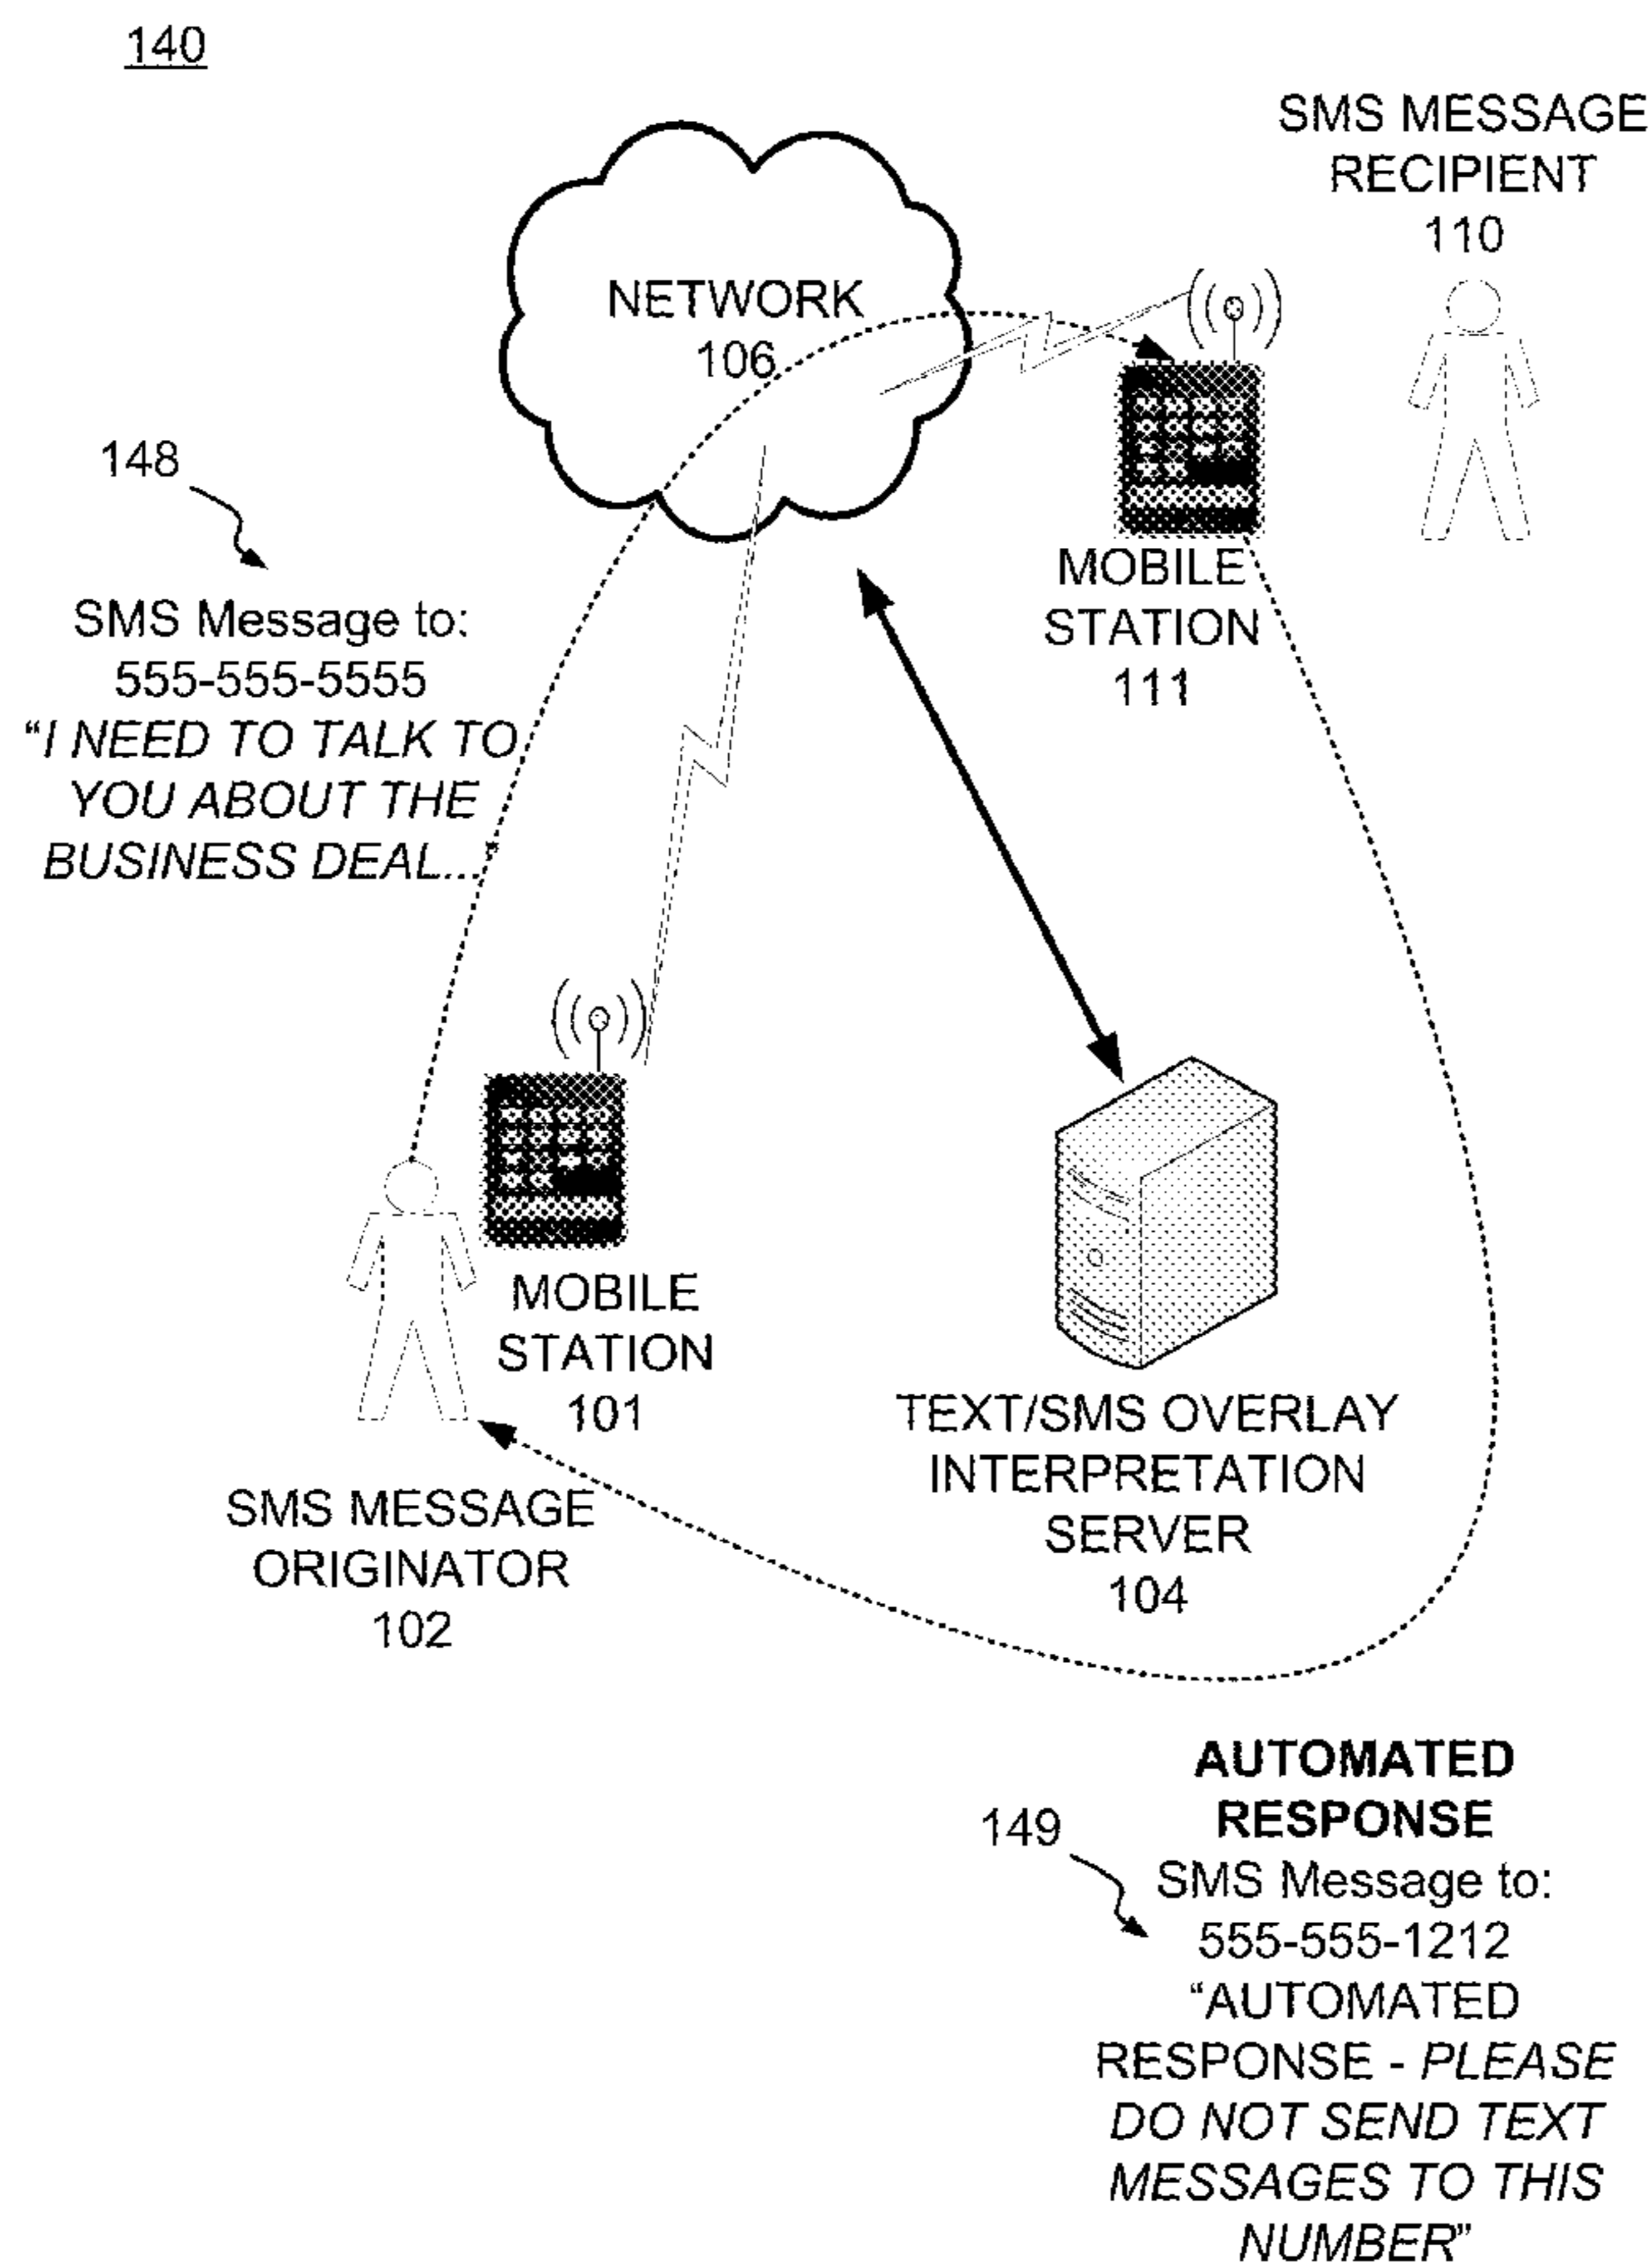 140
SMS MESSAGE
RECIPIENT
110
NETWORK
106
148
SMS Message to:
555-555-5555
“I NEED TO TALK TO
YOU ABOUT THE
BUSINESS DEAL...”
MOBILE
STATION
111
MOBILE
STATION
101
SMS MESSAGE
ORIGINATOR
102
TEXT/SMS OVERLAY
INTERPRETATION
SERVER
104
AUTOMATED
RESPONSE
149
SMS Message to:
555-555-1212
“AUTOMATED
RESPONSE - PLEASE
DO NOT SEND TEXT
MESSAGES TO THIS
NUMBER”